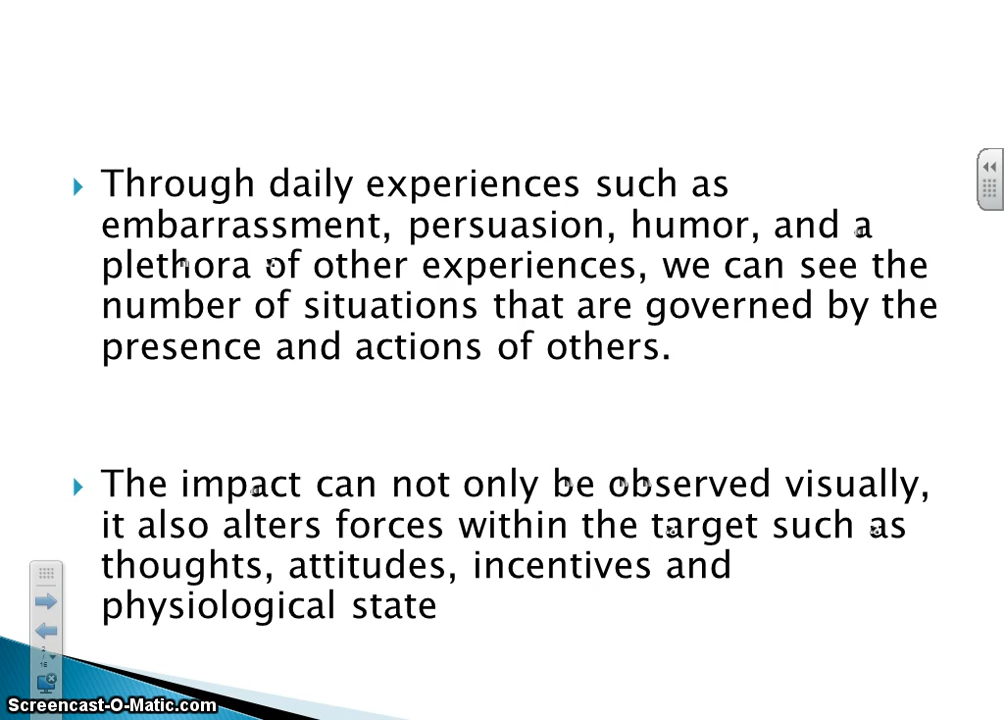 Through daily experiences such as
embarrassment, persuasion, humor, and a
plethora of other experiences, we can see the
number of situations that are governed by the
presence and actions of others.
The impact can not only be observed visually,
it also alters forces within the target such as
thoughts, attitudes, incentives and
physiological state
Screencast-O-Matic.com